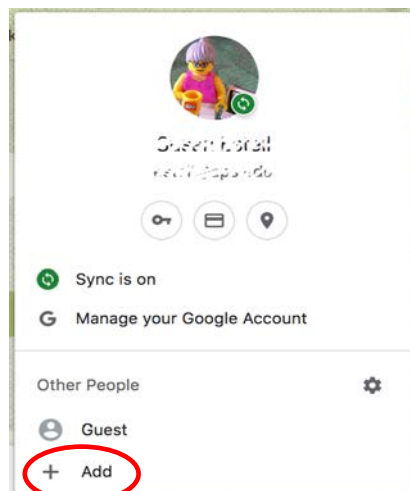 Sync is on
G Manage your Google Account
Other People
Guest
+ Add